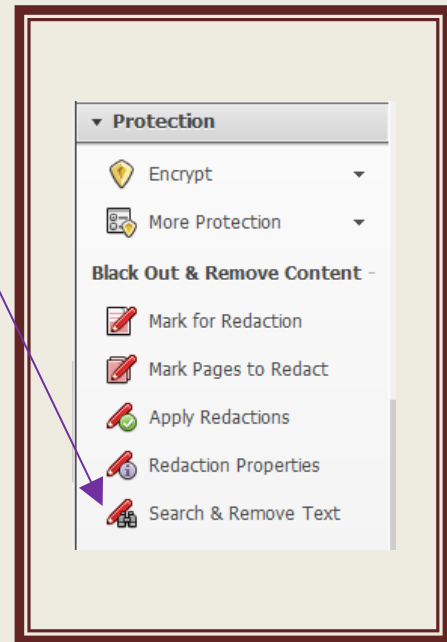 Protection
Encrypt
More Protection
Black Out & Remove Content
Mark for Redaction
Mark Pages to Redact
Apply Redactions
Redaction Properties
Search & Remove Text